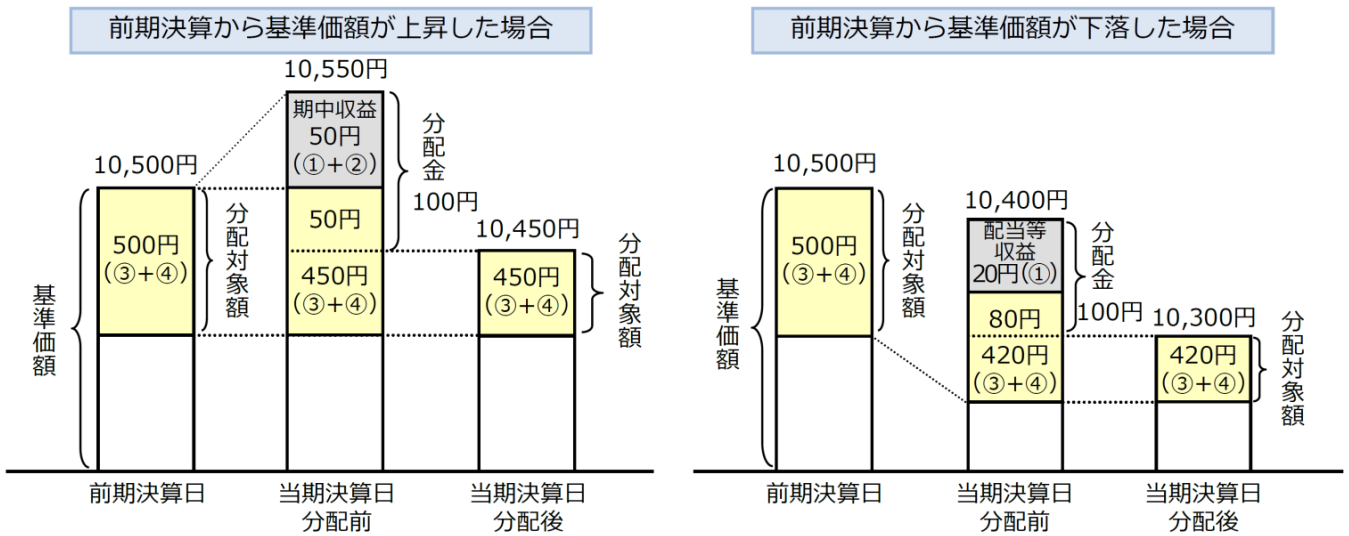 前期決算から基準価額が上昇した場合
10,550円
期中収益
50円
(①+②)
分配金
10,500円
100円
500円
(③+④)
分配対象額
50円
10,450円
450円
(③+④)
450円
(③+④)
分配対象額
基準価額
前期決算日
当期決算日
分配前
当期決算日
分配後
前期決算から基準価額が下落した場合
10,500円
10,400円
500円
(③+④)
分配対象額
配当等
収益
20円(①)
分配金
100円
80円
10,300円
420円
(③+④)
420円
(③+④)
分配対象額
基準価額
前期決算日
当期決算日
分配前
当期決算日
分配後